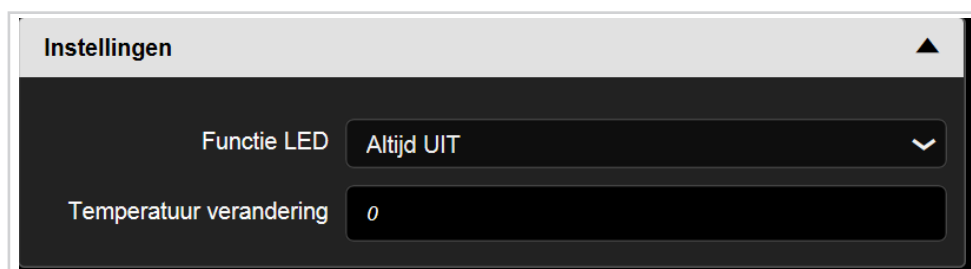 Instellingen
Functie LED Altijd UIT
Temperatuur verandering 0